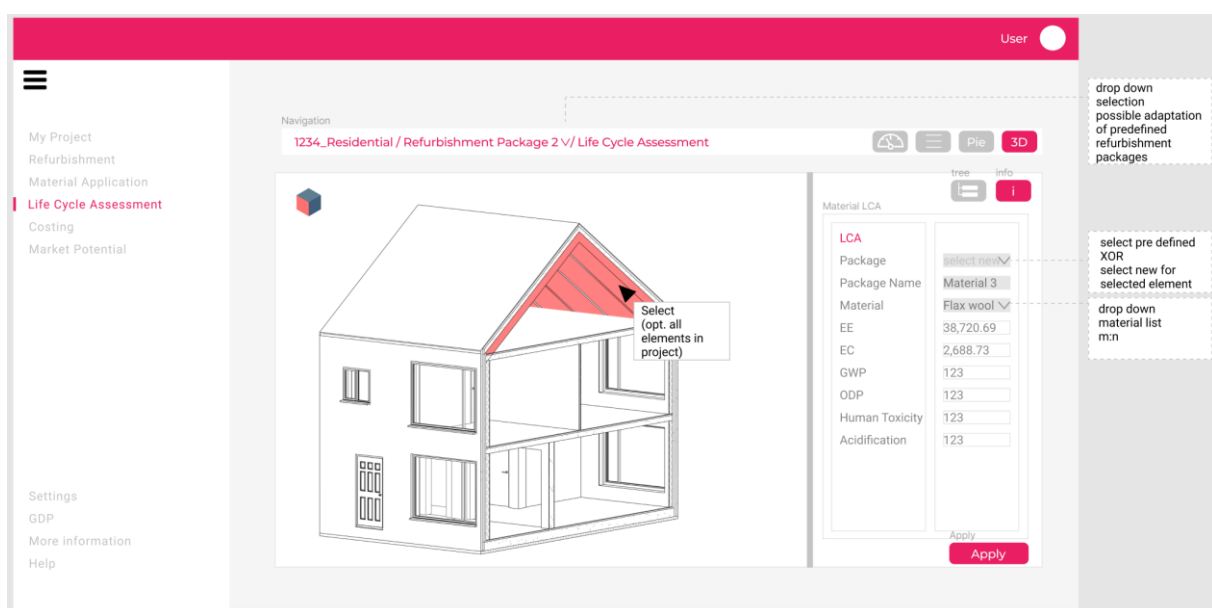 User
My Project
Refurbishment
Material Application
Life Cycle Assessment
Costing
Market Potential
Settings
GDP
More information
Help
Navigation
1234_Residential / Refurbishment Package 2 V/ Life Cycle Assessment
Pie
3D
tree
info
i
Select
(opt. all
elements in
project)
Material LCA
LCA
Package
select new
Package Name
Material 3
Material
Flax wool
EE
38,720.69
EC
2,688.73
GWP
123
ODP
123
Human Toxicity
123
Acidification
123
Apply
Apply
drop down
selection
possible adaptation
of predefined
refurbishment
packages
select pre defined
XOR
select new for
selected element
drop down
material list
m:n